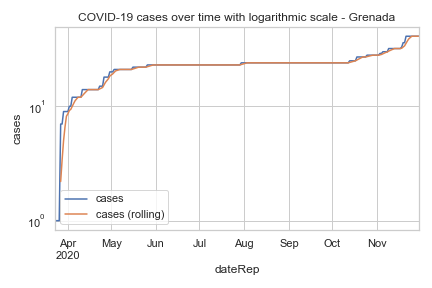 COVID-19 cases over time with logarithmic scale - Grenada
cases
10¹
10⁰
cases
cases (rolling)
Apr
2020
May
Jun
Jul
Aug
Sep
Oct
Nov
dateRep